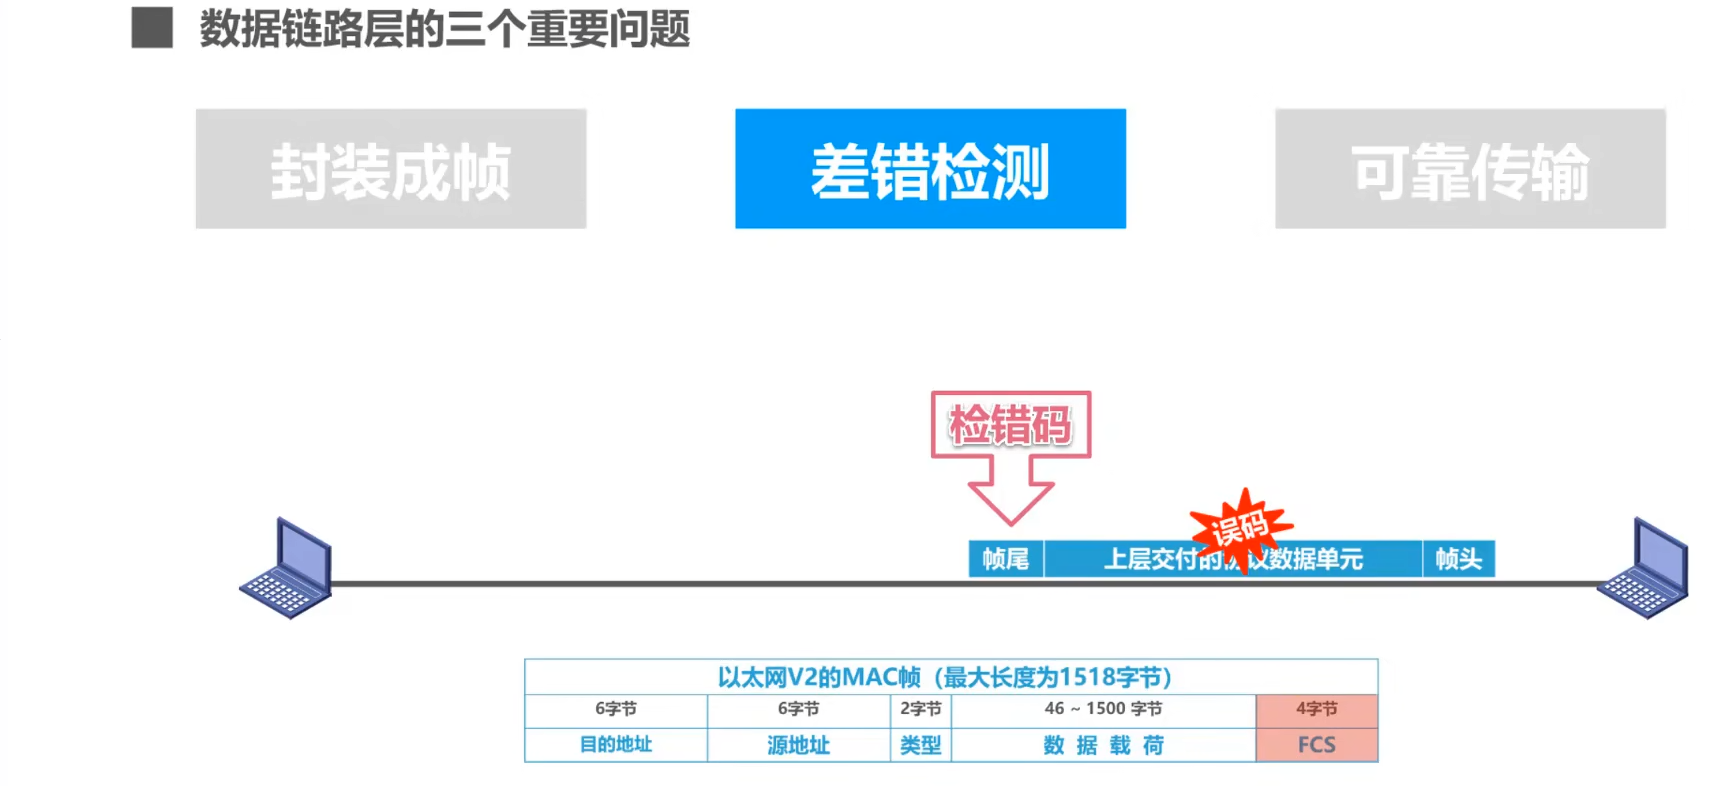 数据链路层的三个重要问题
封装成帧
差错检测
可靠传输
检错码
误码
帧尾 上层交付的协议数据单元 帧头
以太网V2的MAC帧（最大长度为1518字节）
6字节 6字节 2字节 46 ~ 1500 字节 4字节
目的地址 源地址 类型 数 据 载 荷 FCS